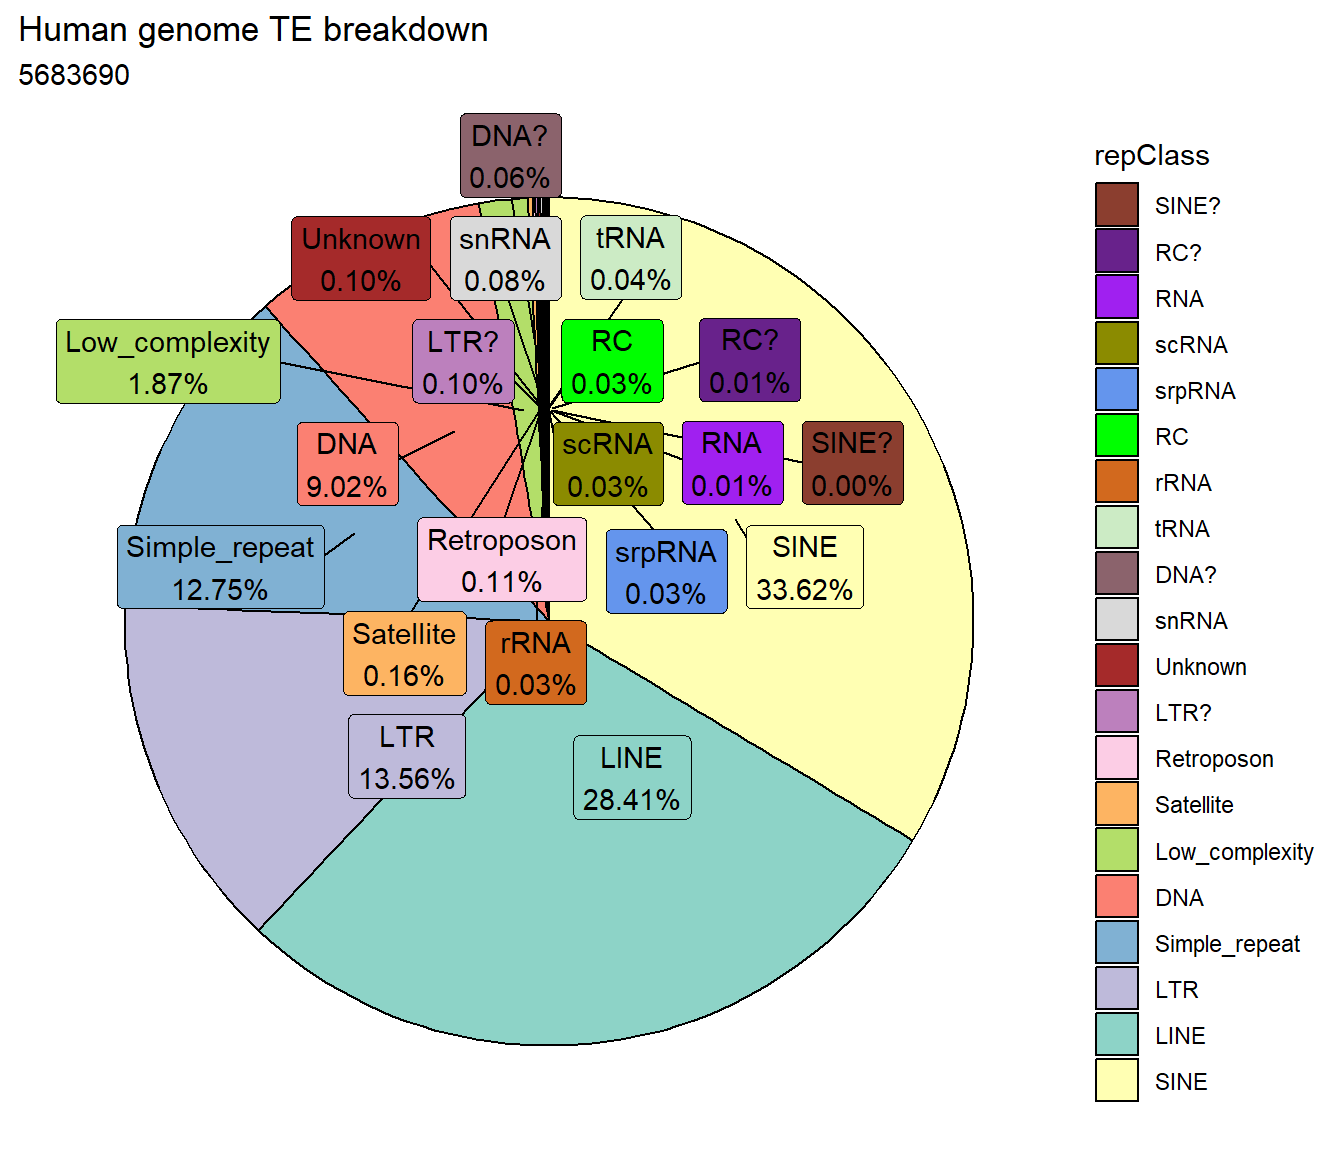 Human genome TE breakdown
5683690
DNA?
0.06%
Unknown
0.10%
snRNA
0.08%
tRNA
0.04%
Low_complexity
1.87%
LTR?
0.10%
RC
0.03%
RC?
0.01%
DNA
9.02%
scRNA
0.03%
RNA
0.01%
SINE?
0.00%
Simple_repeat
12.75%
Retroposon
0.11%
srpRNA
0.03%
SINE
33.62%
Satellite
0.16%
rRNA
0.03%
LTR
13.56%
LINE
28.41%
repClass
SINE?
RC?
RNA
scRNA
srpRNA
RC
rRNA
tRNA
DNA?
snRNA
Unknown
LTR?
Retroposon
Satellite
Low_complexity
DNA
Simple_repeat
LTR
LINE
SINE